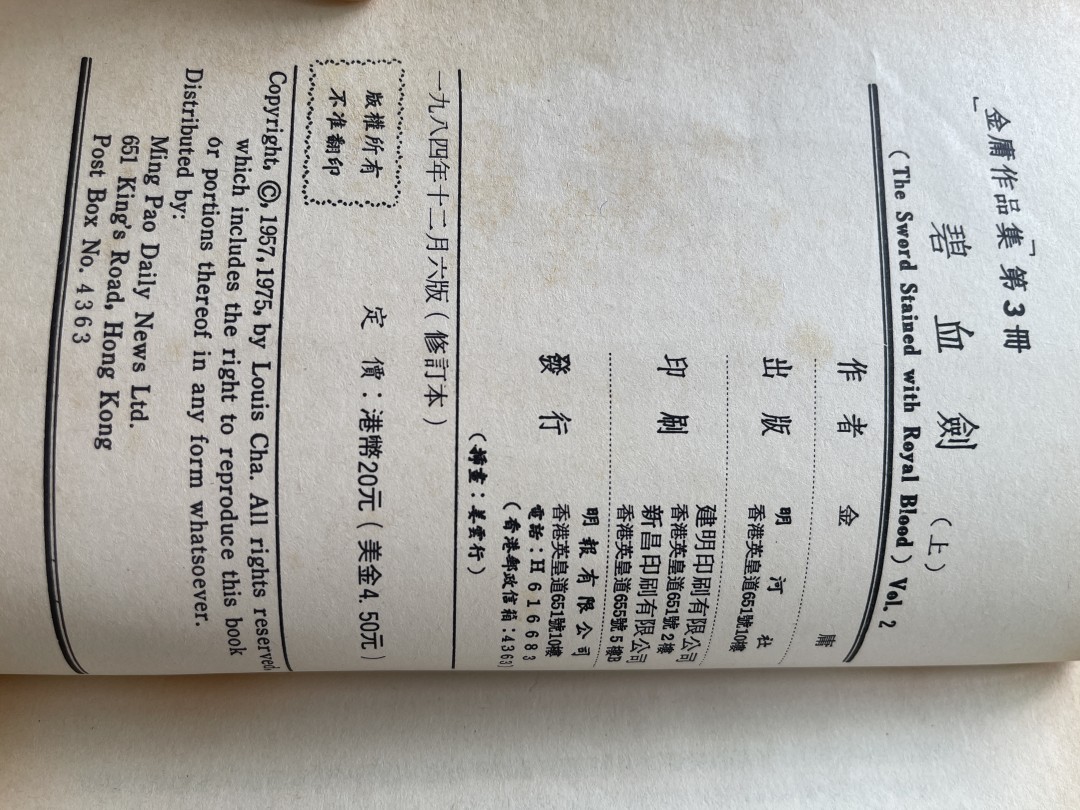 「金庸作品集」第3冊
碧血劍（上）
(The Sword Stained with Royal Blood) Vol. 2
作者 金庸
出版 明河社
香港英皇道651號10樓
印刷 建明印刷有限公司
香港英皇道651號2樓
新昌印刷有限公司
香港英皇道655號5樓B
發行 明報有限公司
香港英皇道651號10樓
電話：H616683
（香港郵政信箱：4363）
（插畫：姜雲行）
一九八四年十二月六版（修訂本）
版權所有
不准翻印
定價：港幣20元（美金4.50元）
Copyright, ©, 1957, 1975, by Louis Cha. All rights reserved
which includes the right to reproduce this book
or portions thereof in any form whatsoever.
Distributed by:
Ming Pao Daily News Ltd.
651 King's Road, Hong Kong
Post Box No. 4363